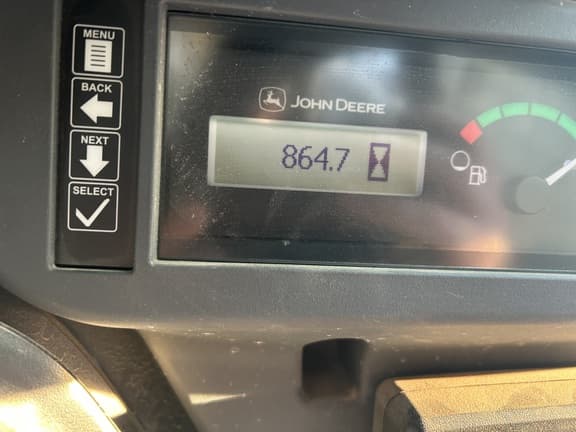 MENU
BACK
NEXT
SELECT
JOHN DEERE
864.7